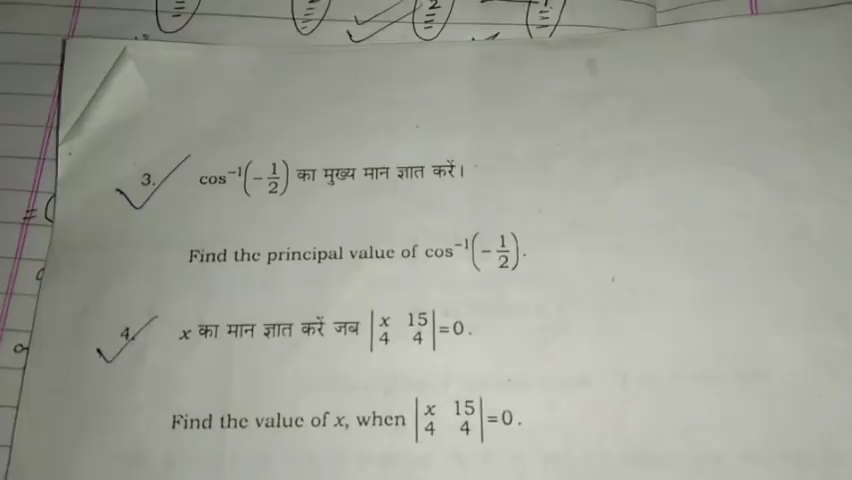 3. cos⁻¹(-1/2) का मुख्य मान ज्ञात करें।
Find the principal value of cos⁻¹(-1/2).
4. x का मान ज्ञात करें जब |x 15; 4 4| = 0.
Find the value of x, when |x 15; 4 4| = 0.